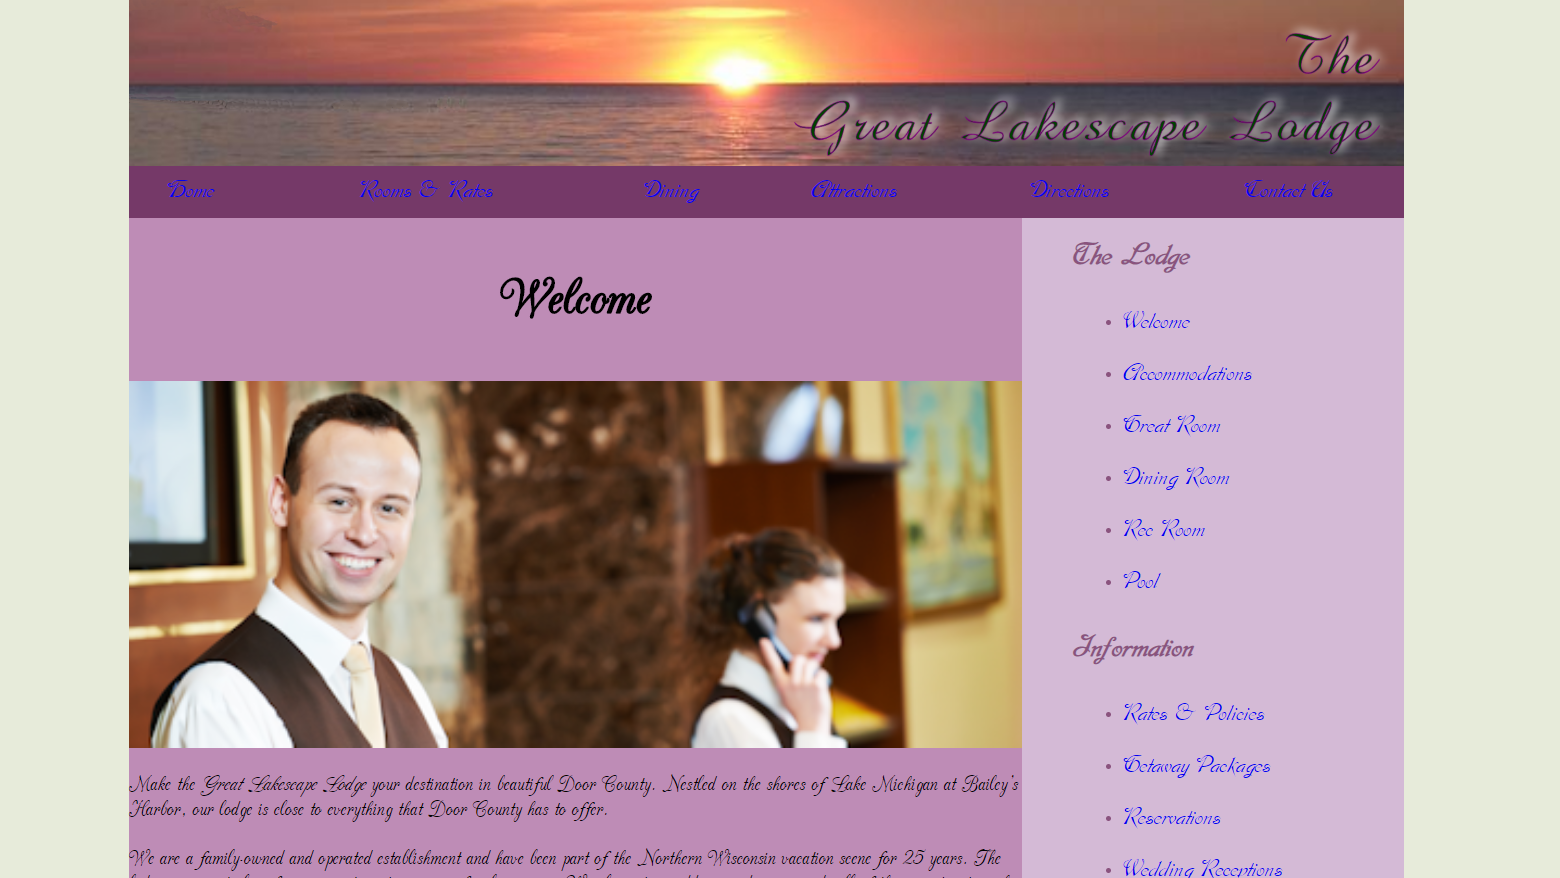 The
Great Lakescape Lodge
Home Rooms & Rates Dining Attractions Directions Contact Us
Welcome
Make the Great Lakescape Lodge your destination in beautiful Door County. Nestled on the shores of Lake Michigan at Bailey's
Harbor, our lodge is close to everything that Door County has to offer.
We are a family-owned and operated establishment and have been part of the Northern Wisconsin vacation scene for 25 years. The
The Lodge
Welcome
Accommodations
Great Room
Dining Room
Rec Room
Pool
Information
Rates & Policies
Getaway Packages
Reservations
Wedding Receptions